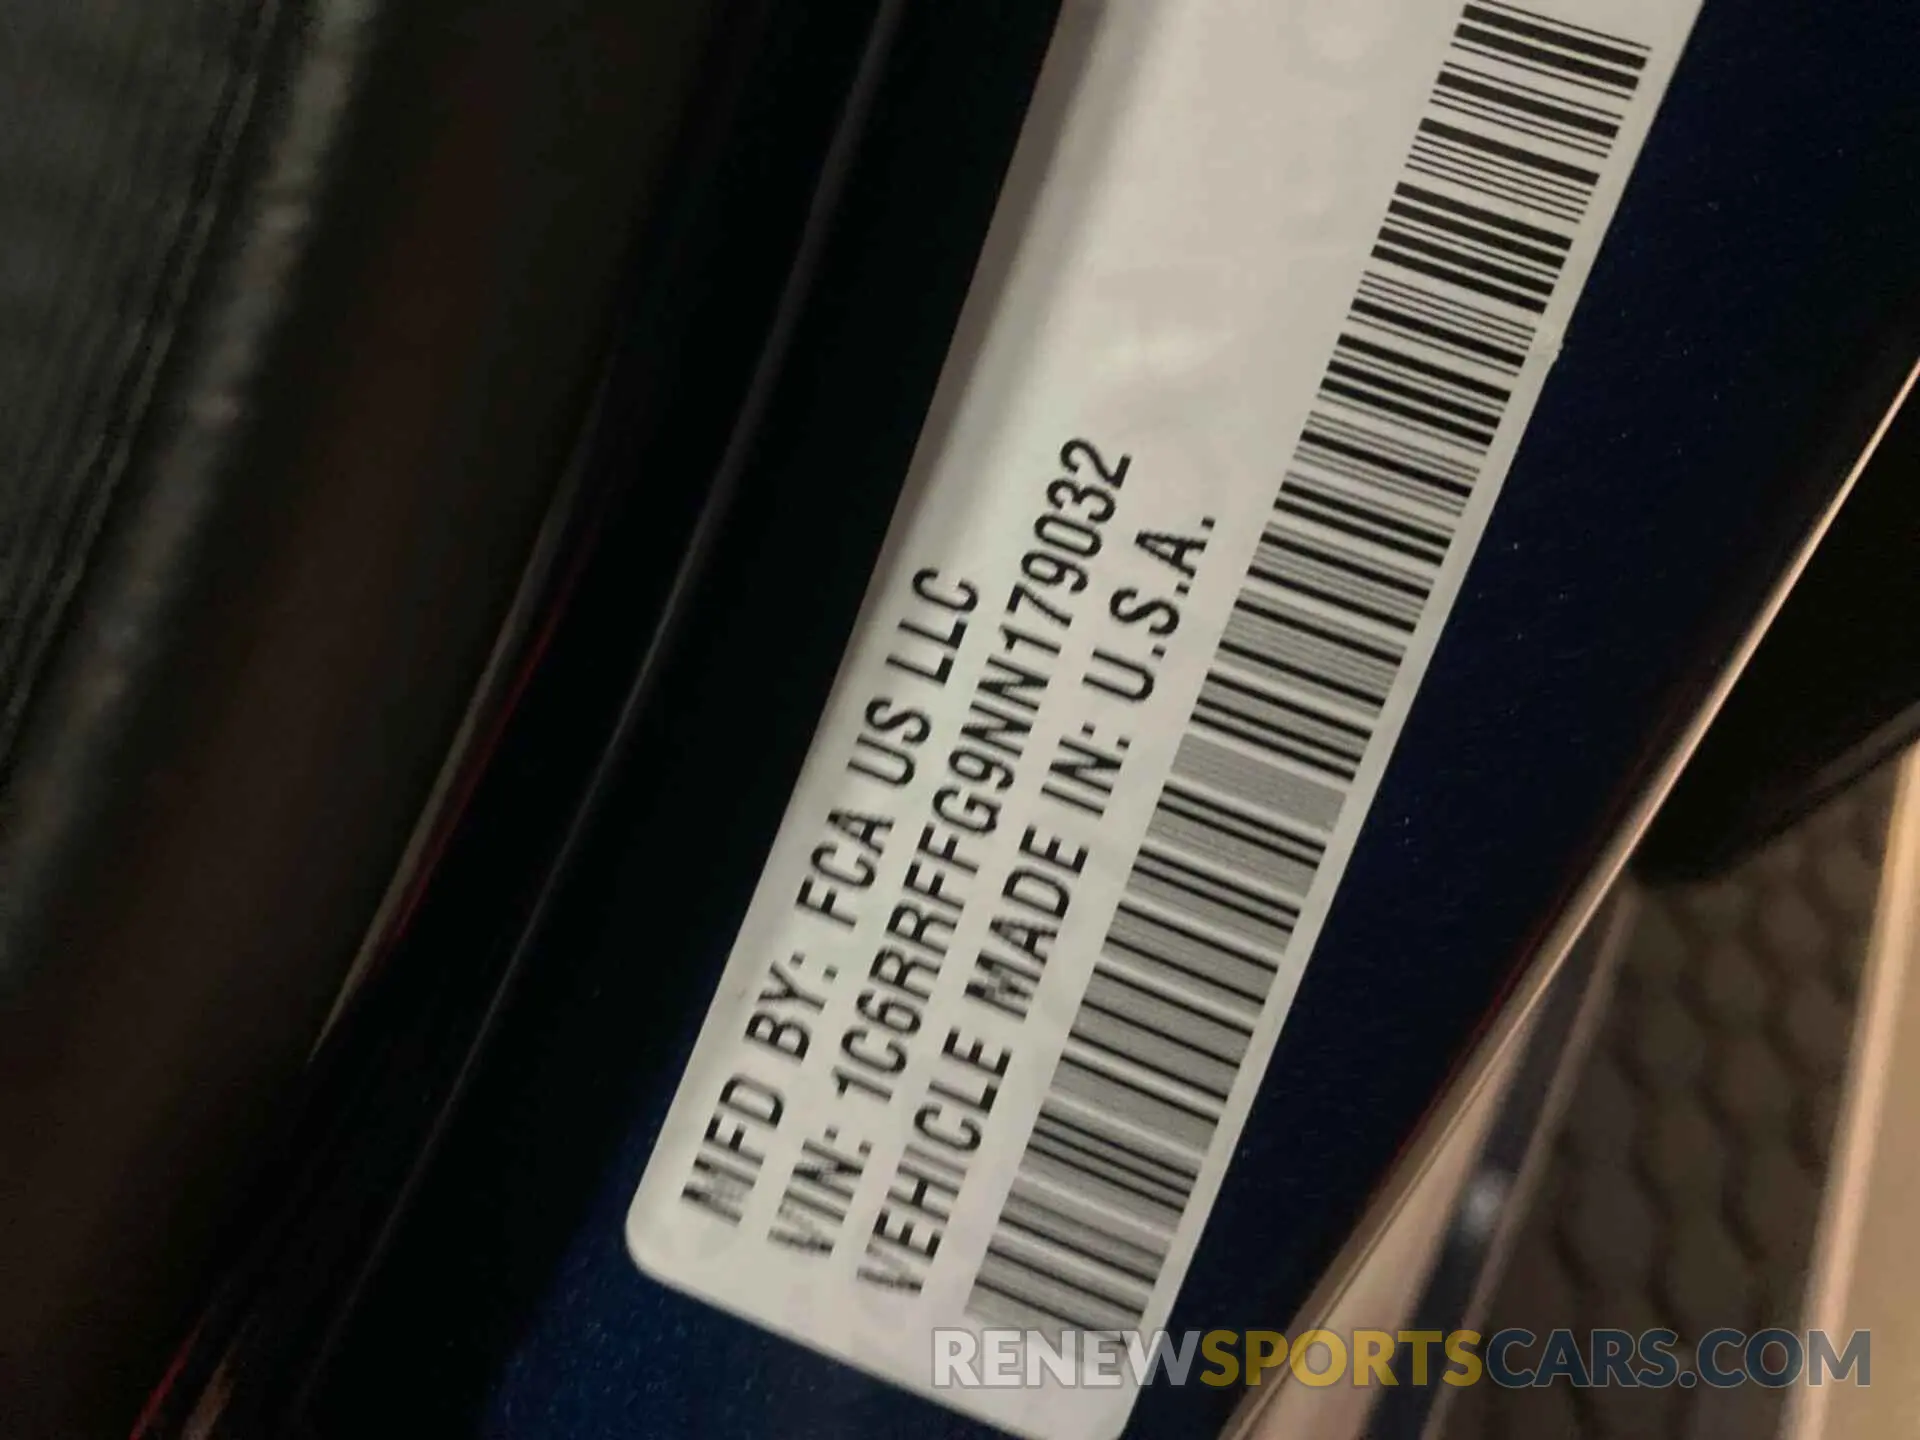 MFD BY: FCA US LLC
VIN: 1C6RRFFG9NN179032
VEHICLE MADE IN: U.S.A.
RENEWSPORTSCARS.COM